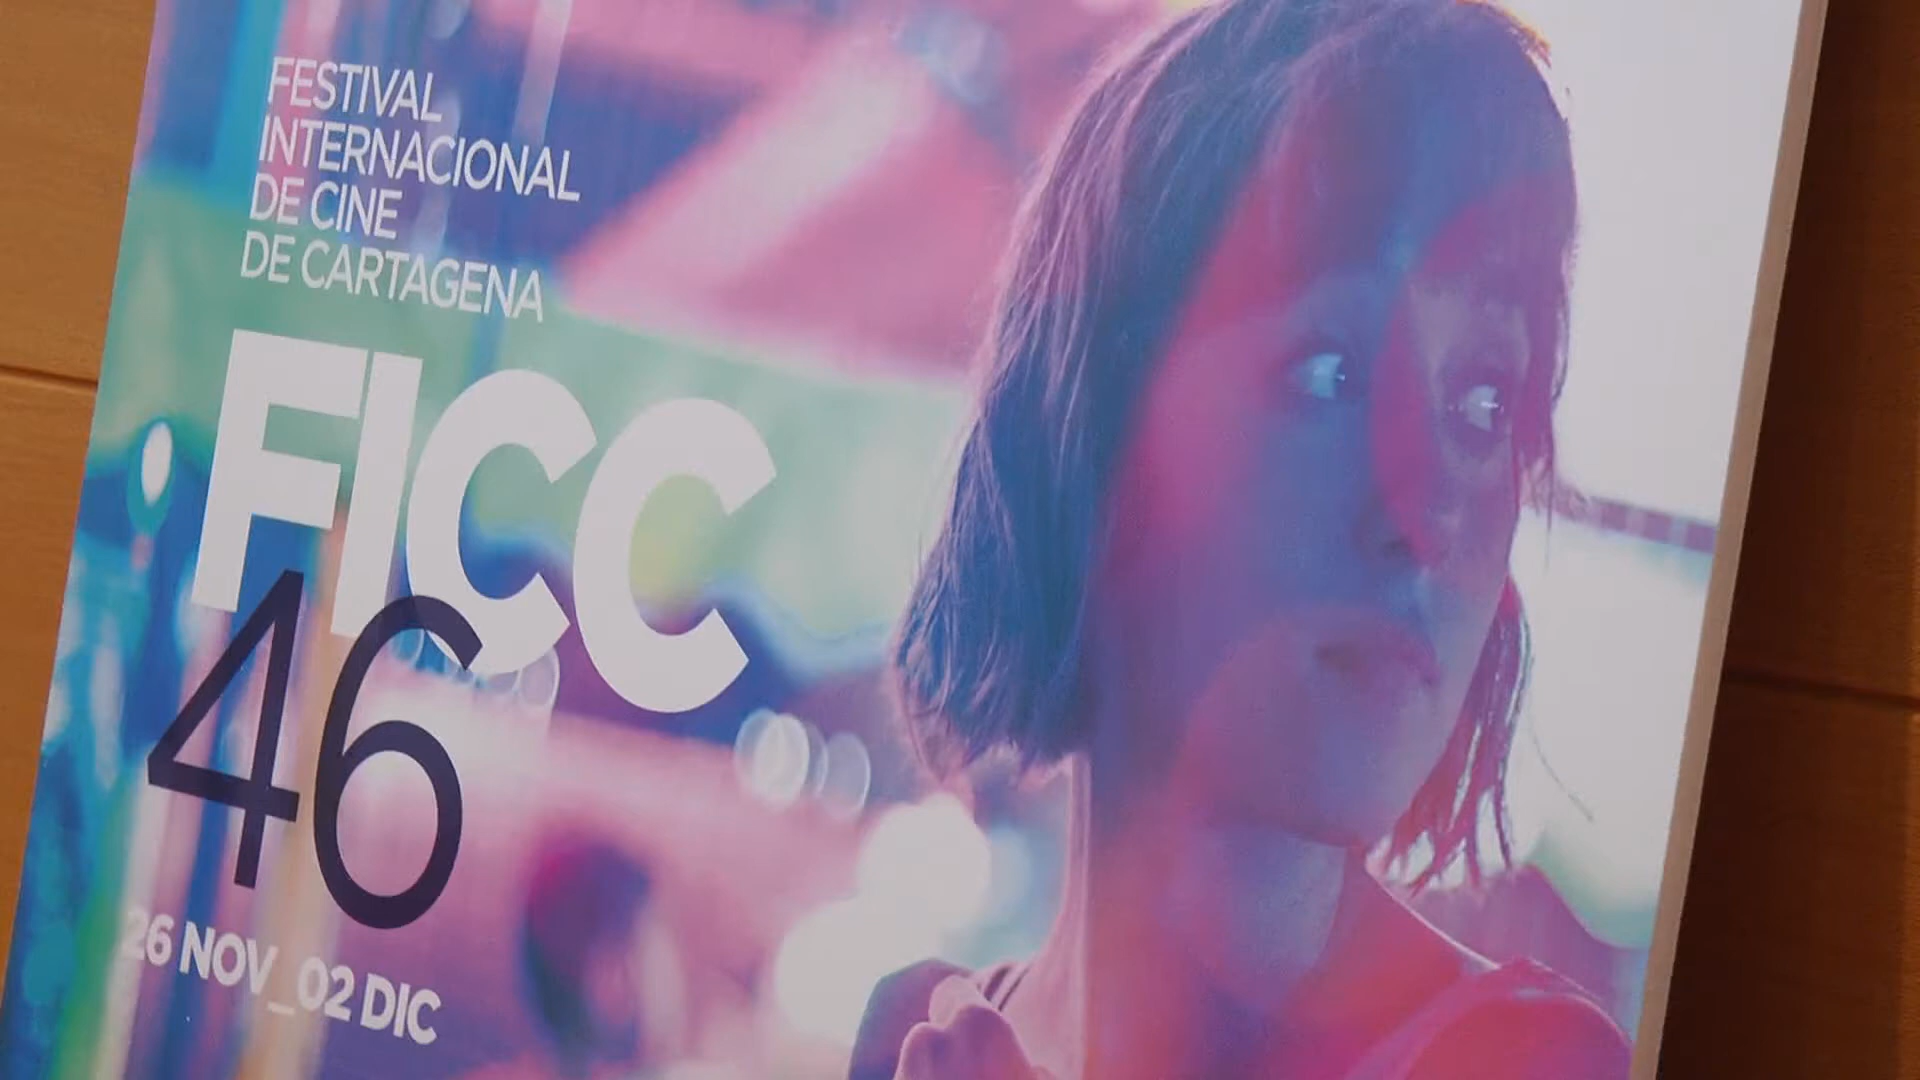 FESTIVAL
INTERNACIONAL
DE CINE
DE CARTAGENA
FICC
46
26 NOV_02 DIC